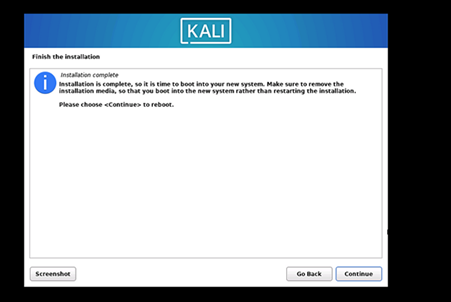 KALI
Finish the installation
Installation complete
Installation is complete, so it is time to boot into your new system. Make sure to remove the
installation media, so that you boot into the new system rather than restarting the installation.
Please choose <Continue> to reboot.
Screenshot
Go Back
Continue